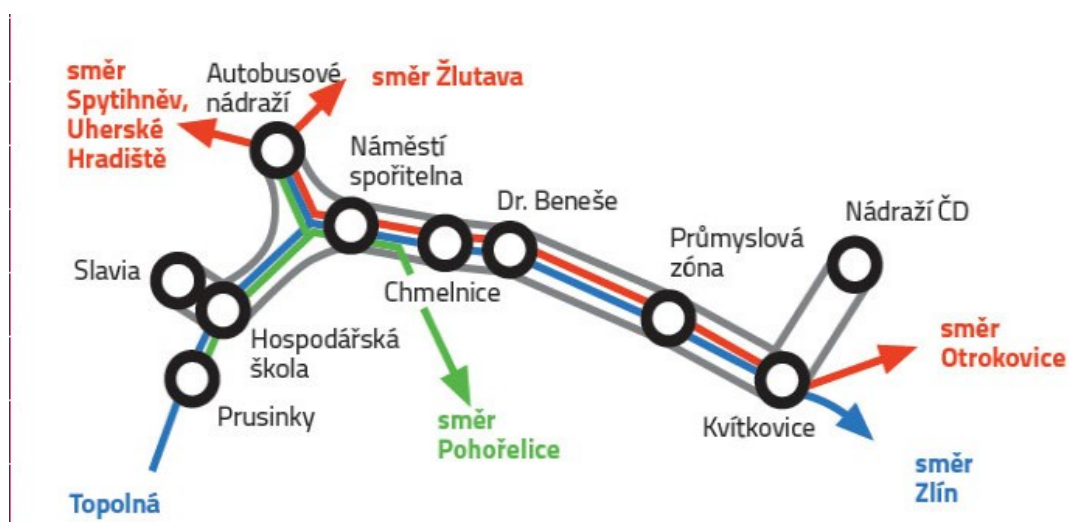 směr
Spytihněv,
Uherské
Hradiště
Autobusové
nádraží
směr Žlutava
Náměstí
spořitelna
Dr. Beneše
Nádraží ČD
Průmyslová
zóna
Slavia
Chmelnice
Hospodářská
škola
směr
Otrokovice
Prusinky
směr
Pohořelice
Kvítkovice
směr
Zlín
Topolná